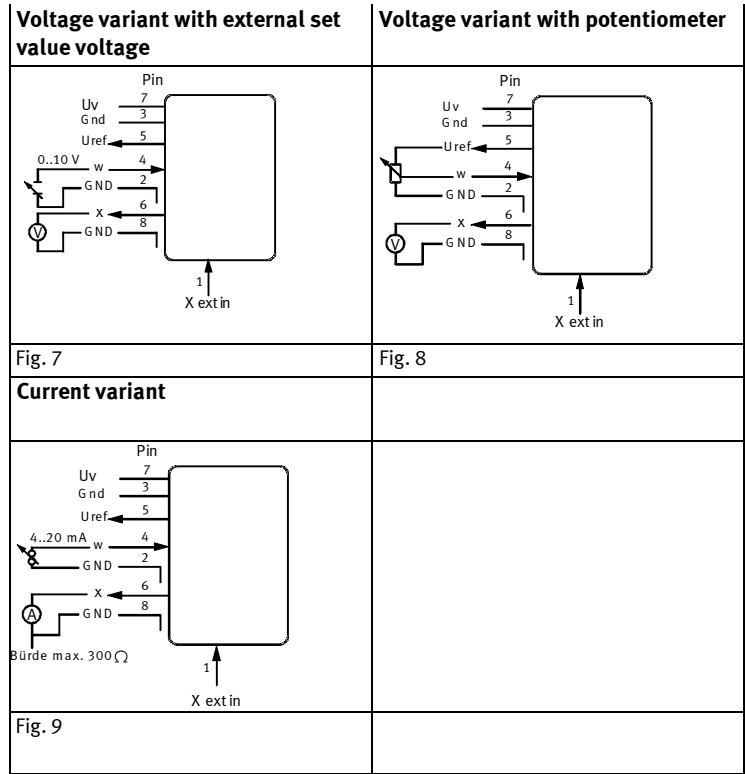 Voltage variant with external set
value voltage
Voltage variant with potentiometer
Pin
Uv 7
Gnd 3
Uref 5
0..10 V
w 4
GND 2
x 6
V
GND 8
1
X ext in
Pin
Uv 7
Gnd 3
Uref 5
w 4
GND 2
x 6
V
GND 8
1
X ext in
Fig. 7
Fig. 8
Current variant
Pin
Uv 7
Gnd 3
Uref 5
4..20 mA w 4
GND 2
x 6
A
GND 8
Bürde max. 300 Ω
1
X ext in
Fig. 9